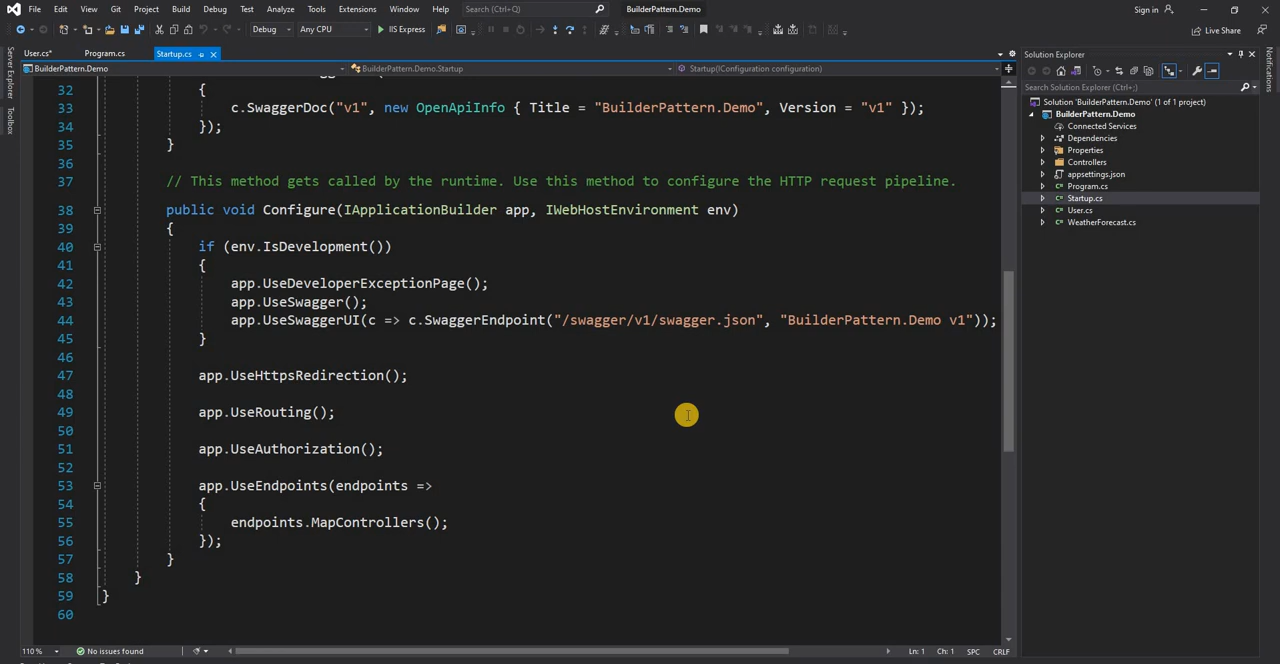 File Edit View Git Project Build Debug Test Analyze Tools Extensions Window Help Search (Ctrl+Q) BuilderPattern.Demo Sign in
Debug Any CPU IIS Express Live Share
Server Explorer
Toolbox
User.cs* Program.cs Startup.cs
BuilderPattern.Demo BuilderPattern.Demo.Startup Startup(IConfiguration configuration)
32 {
33 c.SwaggerDoc("v1", new OpenApiInfo { Title = "BuilderPattern.Demo", Version = "v1" });
34 });
35 }
36
37 // This method gets called by the runtime. Use this method to configure the HTTP request pipeline.
38 public void Configure(IApplicationBuilder app, IWebHostEnvironment env)
39 {
40 if (env.IsDevelopment())
41 {
42 app.UseDeveloperExceptionPage();
43 app.UseSwagger();
44 app.UseSwaggerUI(c => c.SwaggerEndpoint("/swagger/v1/swagger.json", "BuilderPattern.Demo v1"));
45 }
46
47 app.UseHttpsRedirection();
48
49 app.UseRouting();
50
51 app.UseAuthorization();
52
53 app.UseEndpoints(endpoints =>
54 {
55 endpoints.MapControllers();
56 });
57 }
58 }
59 }
60
110 % No issues found Ln: 1 Ch: 1 SPC CRLF
Solution Explorer
Search Solution Explorer (Ctrl+;)
Solution 'BuilderPattern.Demo' (1 of 1 project)
BuilderPattern.Demo
Connected Services
Dependencies
Properties
Controllers
appsettings.json
Program.cs
Startup.cs
User.cs
WeatherForecast.cs
Notifications